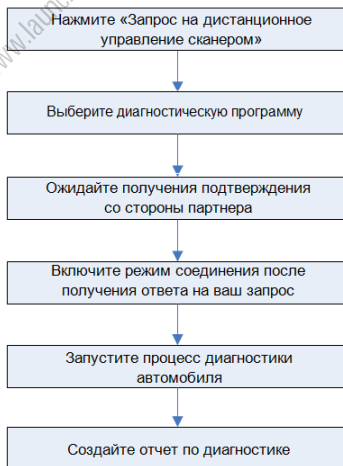 Нажмите «Запрос на дистанционное
управление сканером»
Выберите диагностическую программу
Ожидайте получения подтверждения
со стороны партнера
Включите режим соединения после
получения ответа на ваш запрос
Запустите процесс диагностики
автомобиля
Создайте отчет по диагностике